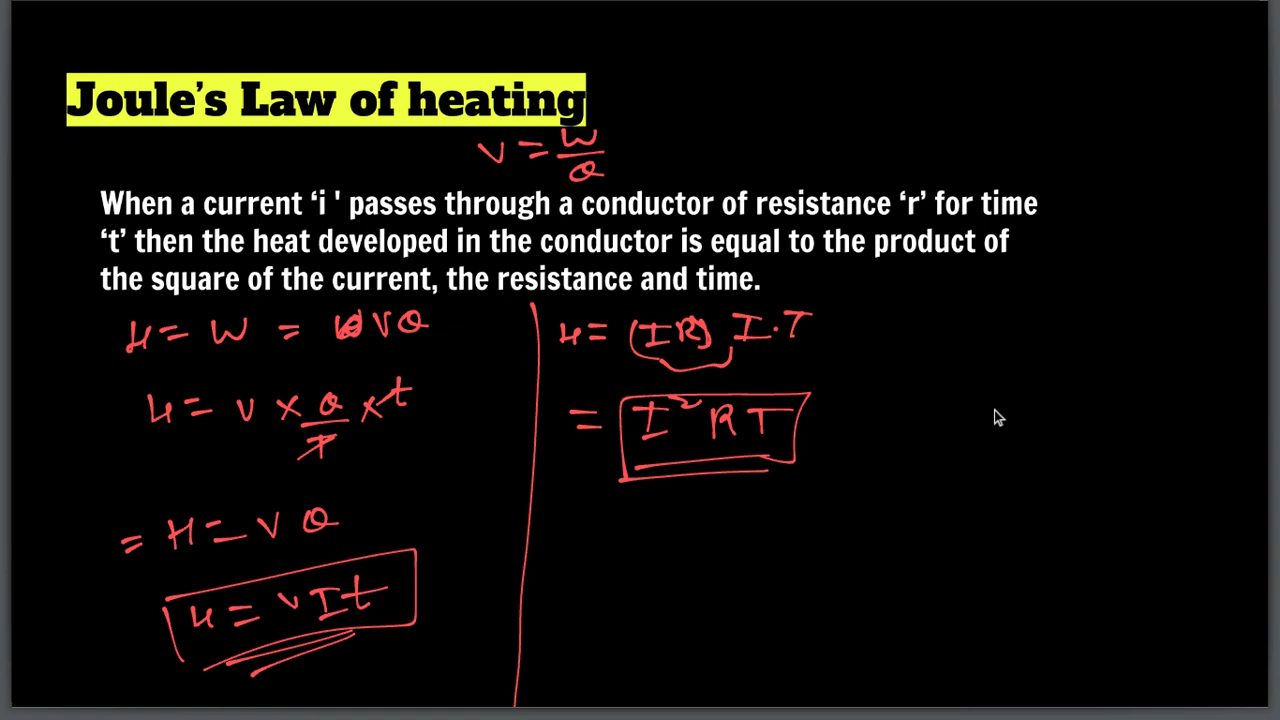 Joule’s Law of heating
V = W/Q
When a current ‘i ' passes through a conductor of resistance ‘r’ for time
‘t’ then the heat developed in the conductor is equal to the product of
the square of the current, the resistance and time.
H = W = VQ
H = V × Q/t × t
= H = V Q
H = VIt
H = (IR) I.T
= I²RT